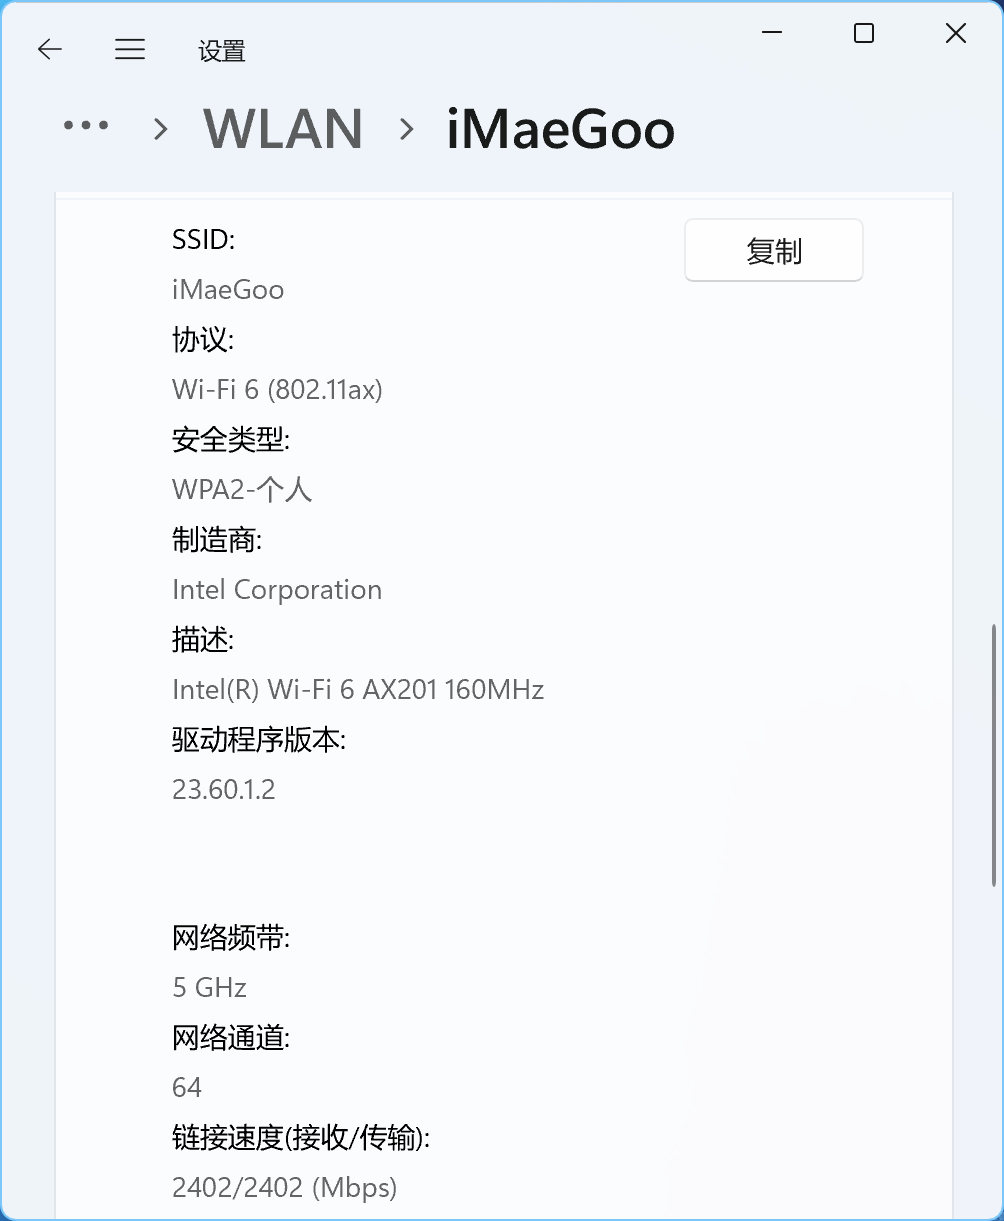 设置
… > WLAN > iMaeGoo
SSID:
复制
iMaeGoo
协议:
Wi-Fi 6 (802.11ax)
安全类型:
WPA2-个人
制造商:
Intel Corporation
描述:
Intel(R) Wi-Fi 6 AX201 160MHz
驱动程序版本:
23.60.1.2
网络频带:
5 GHz
网络通道:
64
链接速度(接收/传输):
2402/2402 (Mbps)